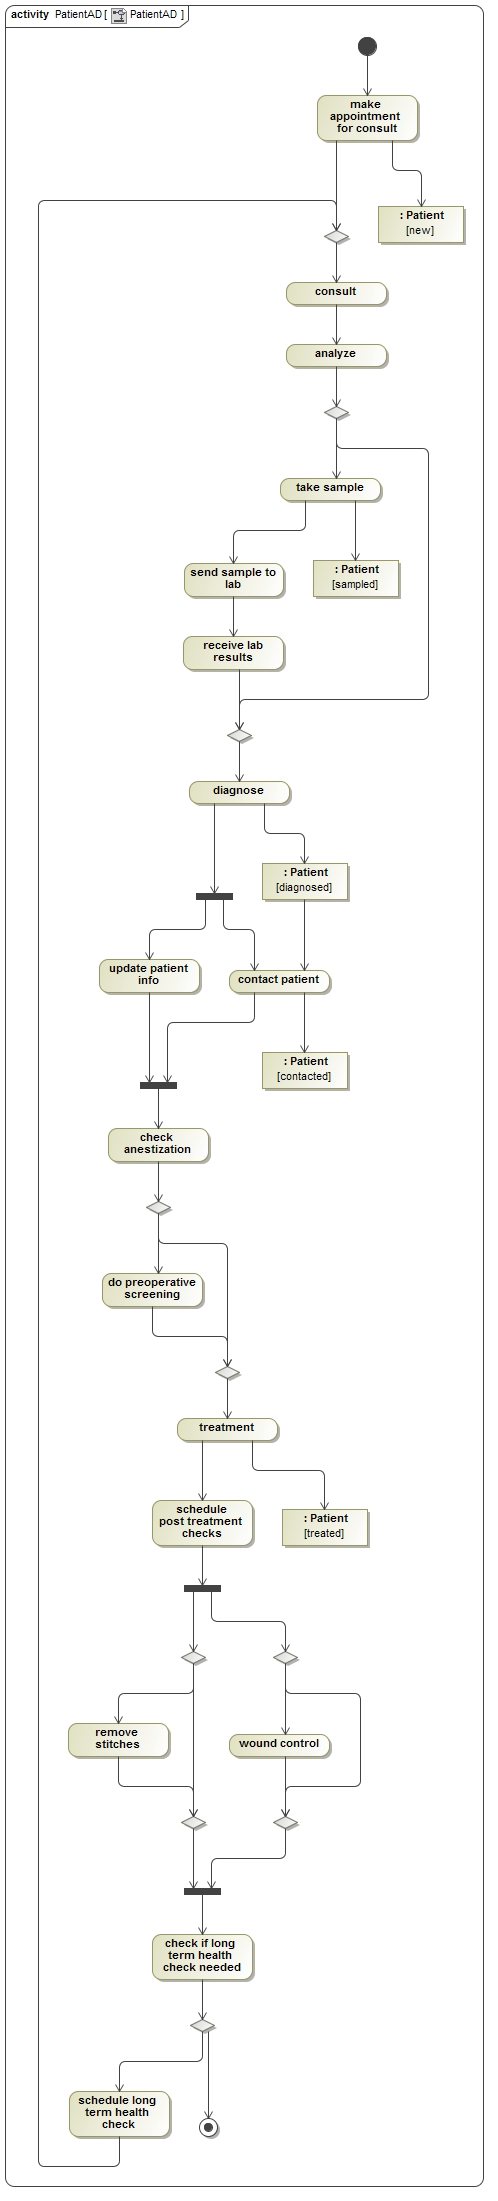 activity PatientAD [ PatientAD ]
make
appointment
for consult
: Patient
[new]
consult
analyze
take sample
send sample to
lab
: Patient
[sampled]
receive lab
results
diagnose
: Patient
[diagnosed]
update patient
info
contact patient
: Patient
[contacted]
check
anestization
do preoperative
screening
treatment
schedule
post treatment
checks
: Patient
[treated]
remove
stitches
wound control
check if long
term health
check needed
schedule long
term health
check